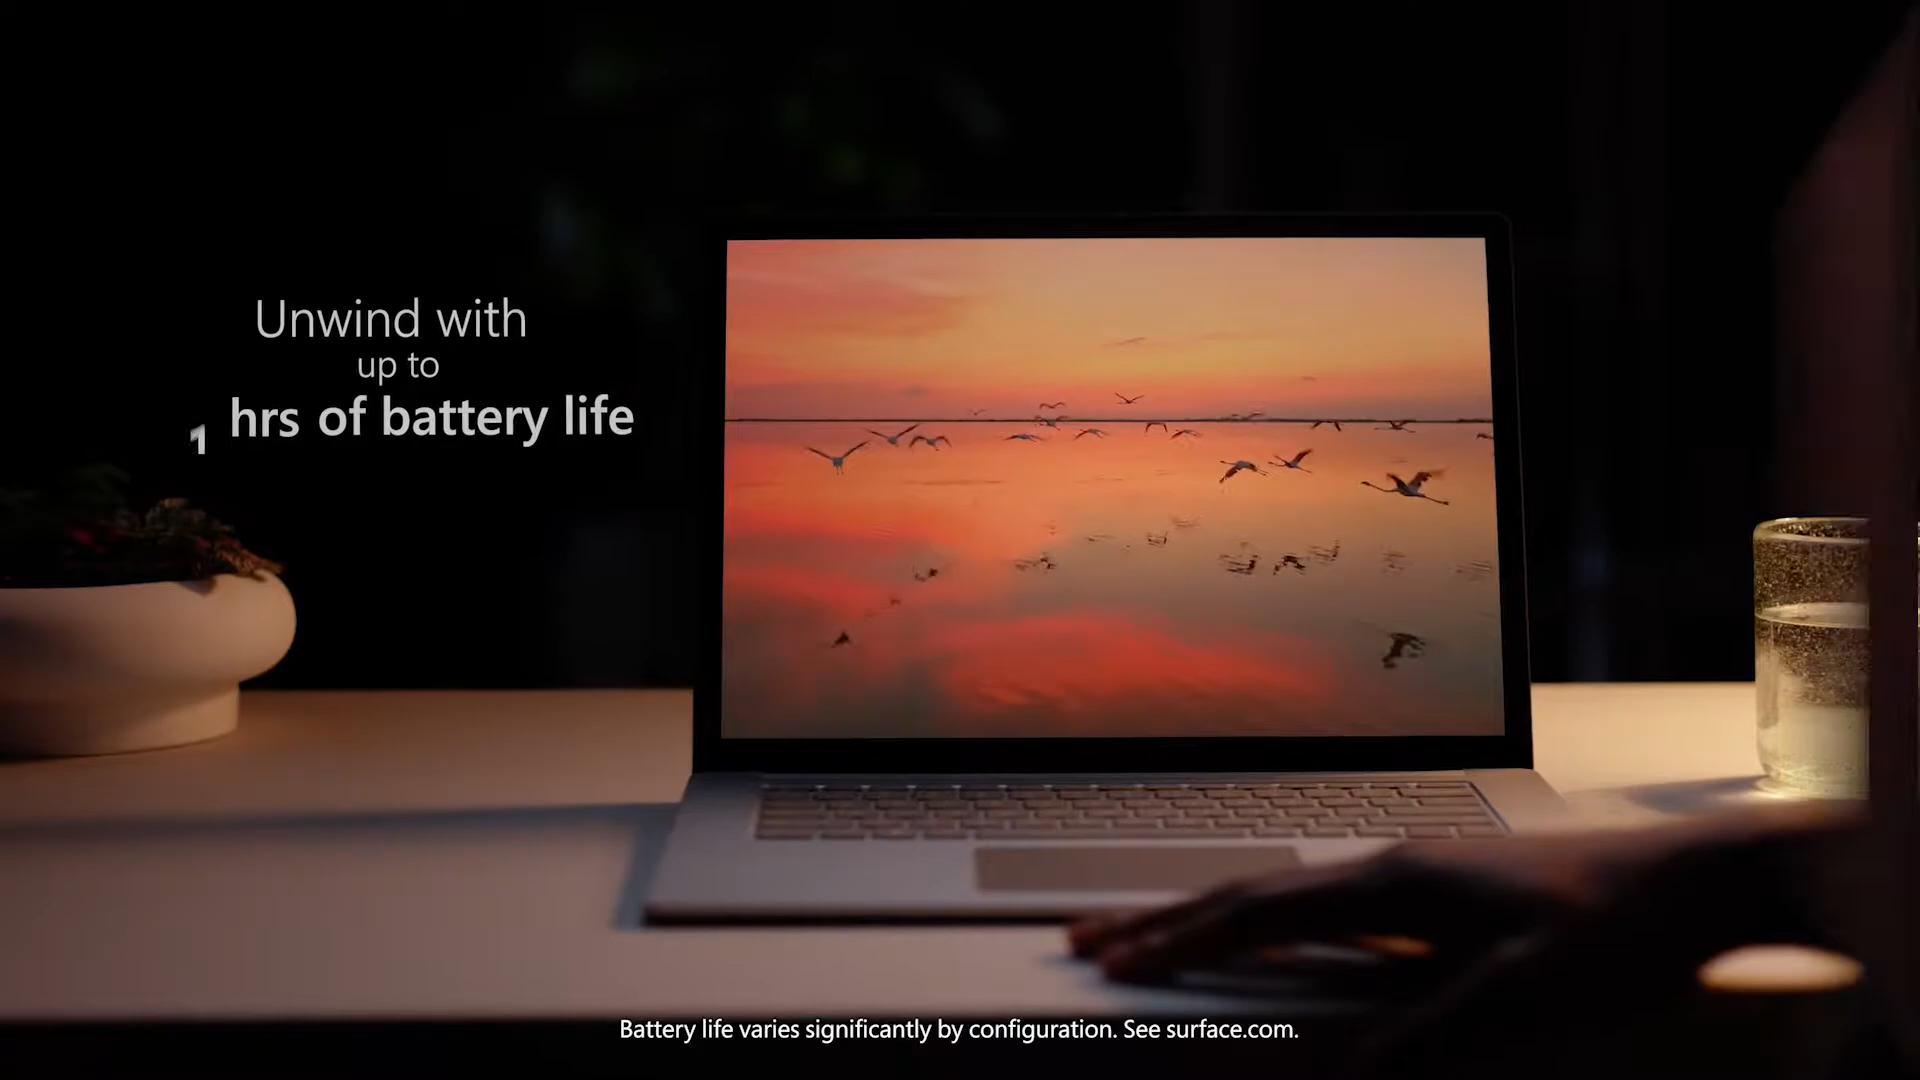 Unwind with
up to
1 hrs of battery life
Battery life varies significantly by configuration. See surface.com.